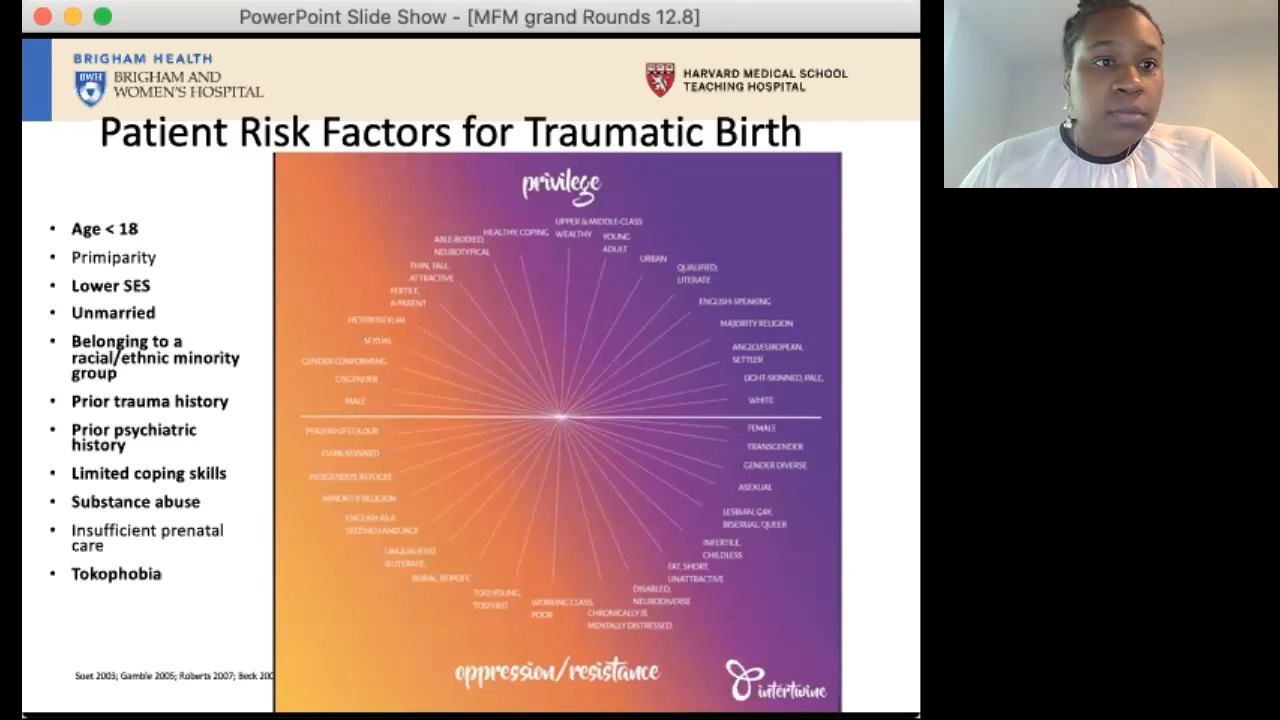 PowerPoint Slide Show - [MFM grand Rounds 12.8]
BRIGHAM HEALTH
BWH
BRIGHAM AND
WOMEN'S HOSPITAL
HARVARD MEDICAL SCHOOL
TEACHING HOSPITAL
Patient Risk Factors for Traumatic Birth
• Age < 18
• Primiparity
• Lower SES
• Unmarried
• Belonging to a
racial/ethnic minority
group
• Prior trauma history
• Prior psychiatric
history
• Limited coping skills
• Substance abuse
• Insufficient prenatal
care
• Tokophobia
Soet 2003; Gamble 2005; Roberts 2007; Beck 200
privilege
UPPER & MIDDLE-CLASS
WEALTHY
HEALTHY, COPING
YOUNG
ADULT
ABLE-BODIED,
NEUROTYPICAL
URBAN
THIN, TALL,
ATTRACTIVE
QUALIFIED,
LITERATE
FERTILE,
A PARENT
ENGLISH-SPEAKING
HETEROSEXUAL
MAJORITY RELIGION
SEXUAL
ANGLO/EUROPEAN,
SETTLER
GENDER CONFORMING
CISGENDER
LIGHT-SKINNED, PALE,
MALE
WHITE
PERSON OF COLOUR
FEMALE
DARK-SKINNED
TRANSGENDER
GENDER DIVERSE
INDIGENOUS, REFUGEE
ASEXUAL
MINORITY RELIGION
LESBIAN, GAY,
BISEXUAL, QUEER
ENGLISH AS A
SECOND LANGUAGE
INFERTILE,
CHILDLESS
UNQUALIFIED,
ILLITERATE,
FAT, SHORT,
UNATTRACTIVE
RURAL, REMOTE,
DISABLED,
NEURODIVERSE
TOO YOUNG,
TOO OLD
WORKING CLASS,
POOR
CHRONICALLY ILL
MENTALLY DISTRESSED
oppression/resistance
intertwine